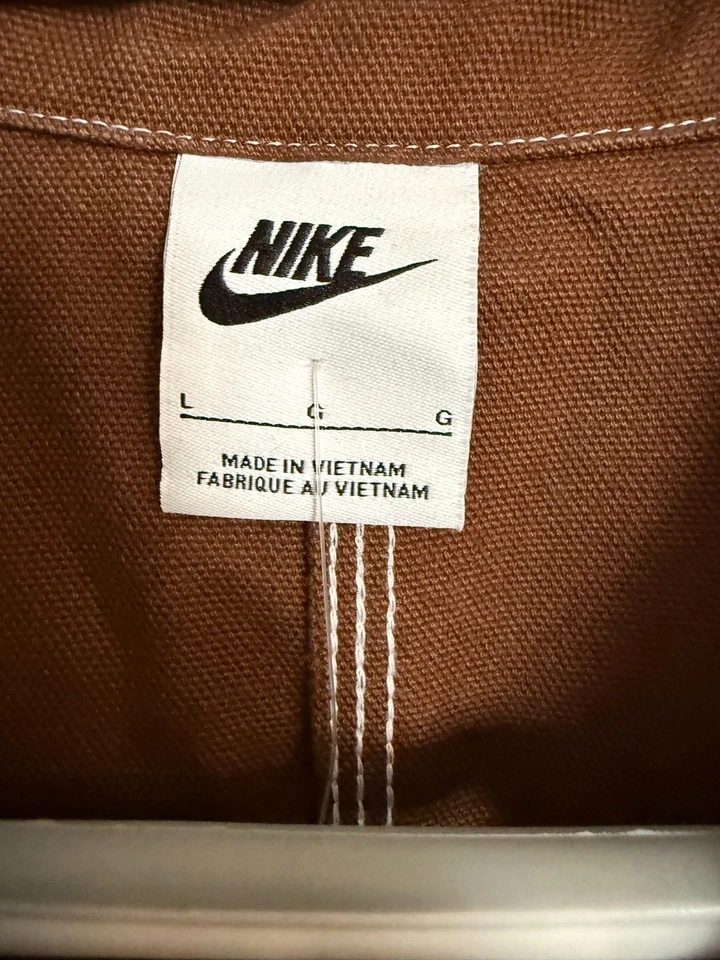 NIKE
L G G
MADE IN VIETNAM
FABRIQUE AU VIETNAM